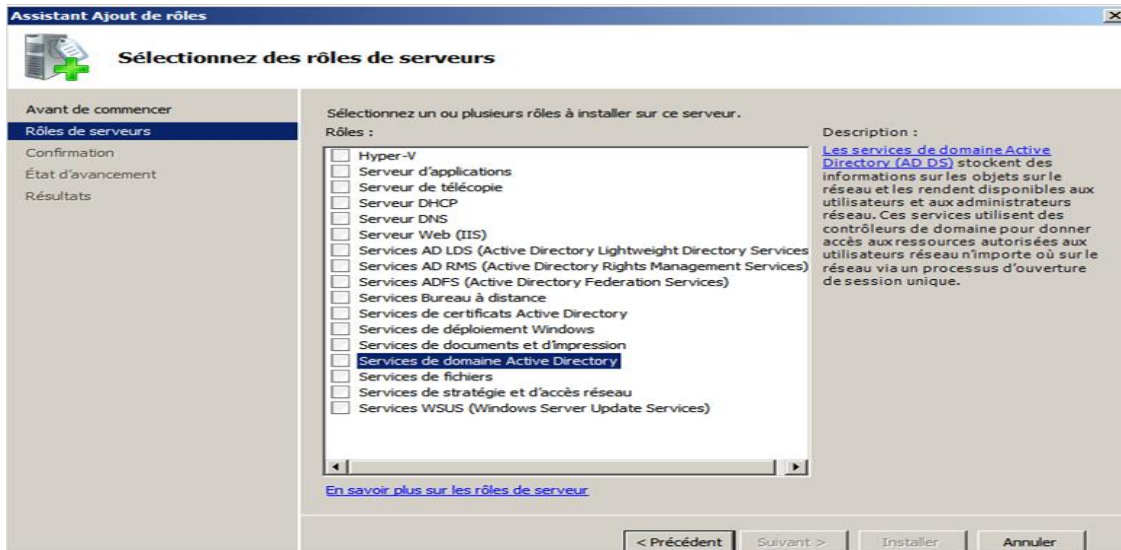 Assistant Ajout de rôles
Sélectionnez des rôles de serveurs
Avant de commencer
Rôles de serveurs
Confirmation
État d'avancement
Résultats
Sélectionnez un ou plusieurs rôles à installer sur ce serveur.
Rôles :
Hyper-V
Serveur d'applications
Serveur de télécopie
Serveur DHCP
Serveur DNS
Serveur Web (IIS)
Services AD LDS (Active Directory Lightweight Directory Services
Services AD RMS (Active Directory Rights Management Services)
Services ADFS (Active Directory Federation Services)
Services Bureau à distance
Services de certificats Active Directory
Services de déploiement Windows
Services de documents et d'impression
Services de domaine Active Directory
Services de fichiers
Services de stratégie et d'accès réseau
Services WSUS (Windows Server Update Services)
En savoir plus sur les rôles de serveur
Description :
Les services de domaine Active
Directory (AD DS) stockent des
informations sur les objets sur le
réseau et les rendent disponibles aux
utilisateurs et aux administrateurs
réseau. Ces services utilisent des
contrôleurs de domaine pour donner
accès aux ressources autorisées aux
utilisateurs réseau n'importe où sur le
réseau via un processus d'ouverture
de session unique.
< Précédent
Suivant >
Installer
Annuler